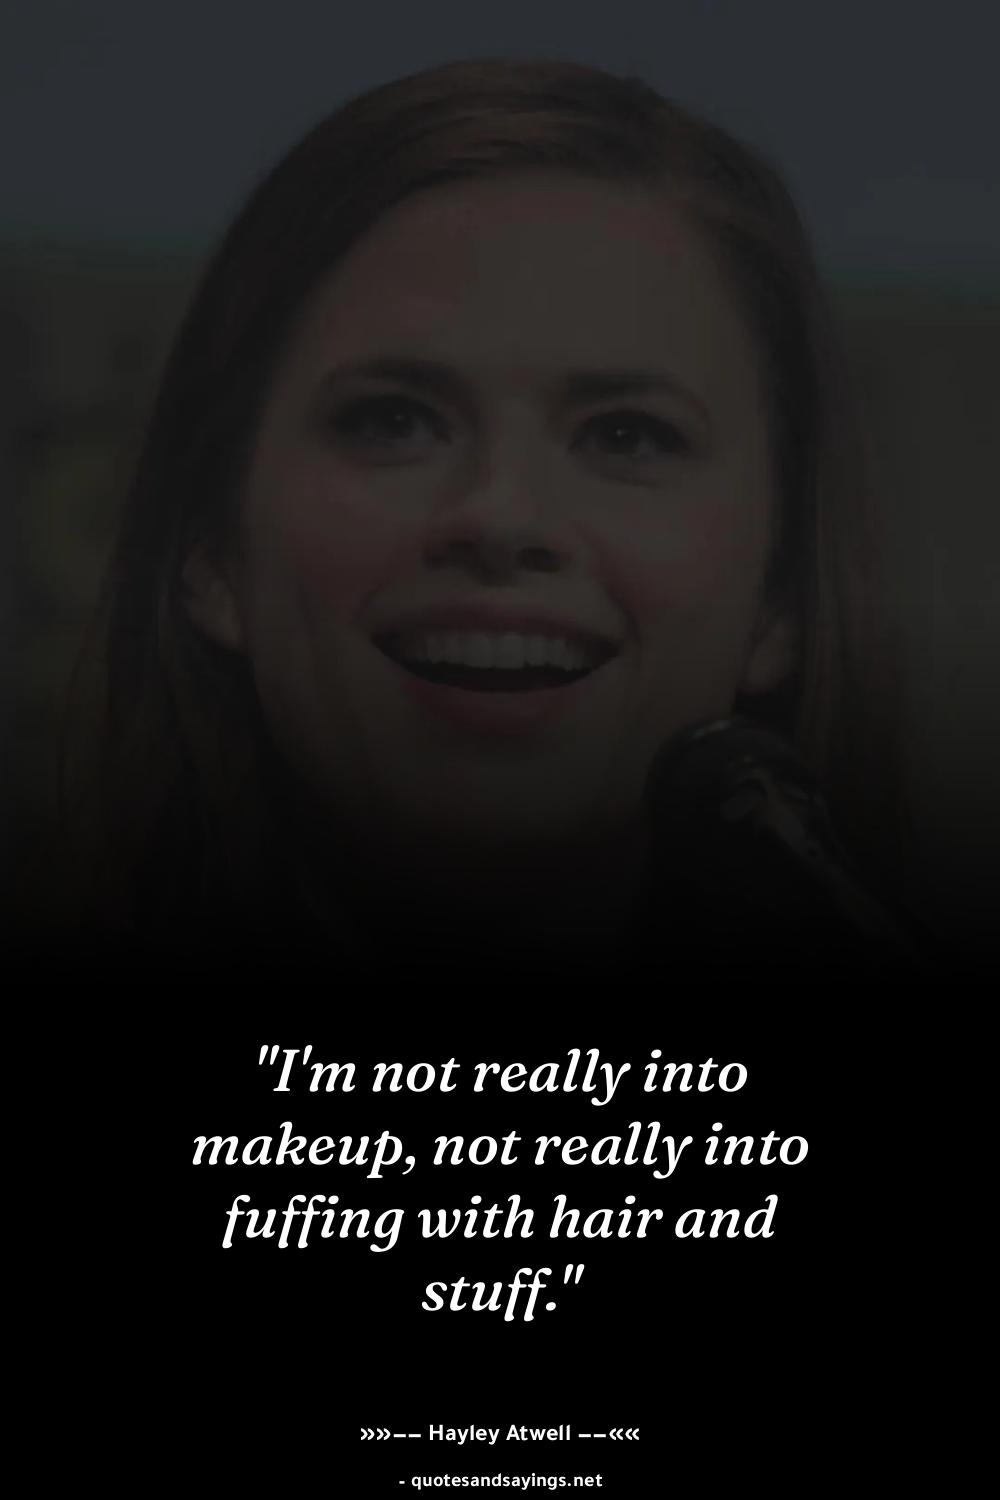 "I'm not really into
makeup, not really into
fuffing with hair and
stuff."
»»−− Hayley Atwell −−««
- quotesandsayings.net